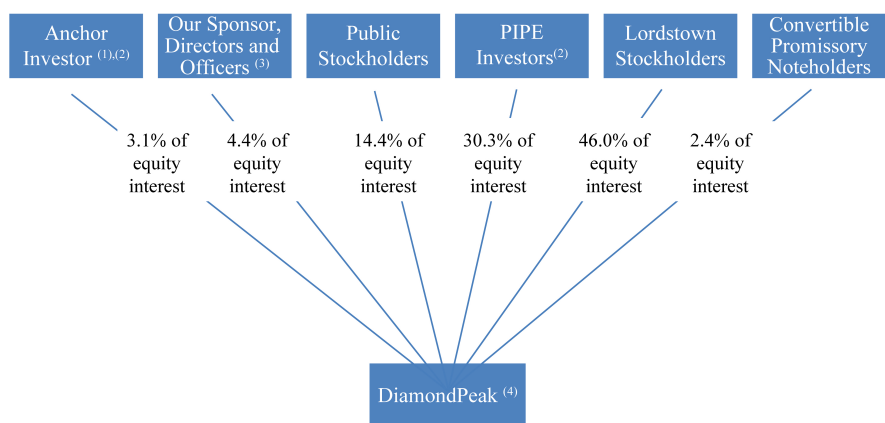 Anchor
Investor (1),(2)
Our Sponsor,
Directors and
Officers (3)
Public
Stockholders
PIPE
Investors(2)
Lordstown
Stockholders
Convertible
Promissory
Noteholders
3.1% of
equity
interest
4.4% of
equity
interest
14.4% of
equity
interest
30.3% of
equity
interest
46.0% of
equity
interest
2.4% of
equity
interest
DiamondPeak (4)